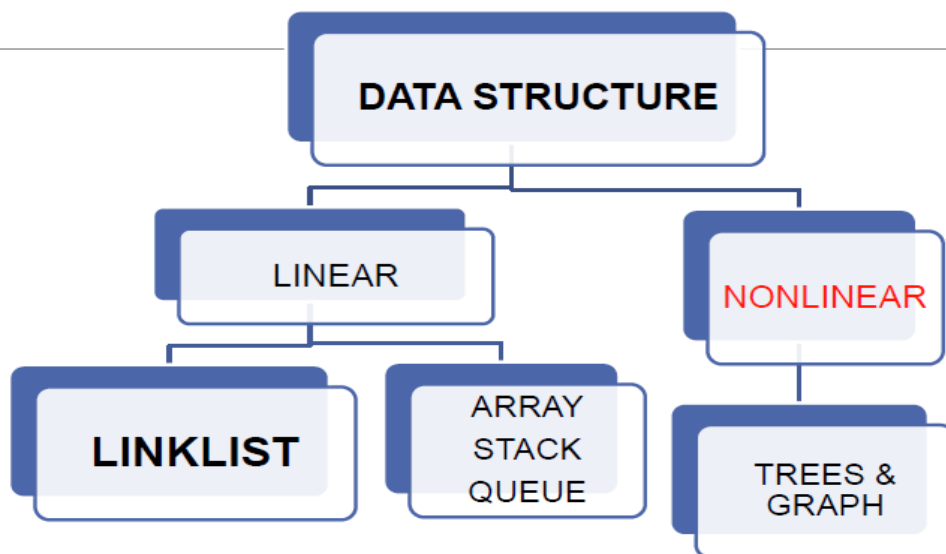 DATA STRUCTURE
LINEAR
NONLINEAR
LINKLIST
ARRAY
STACK
QUEUE
TREES &
GRAPH